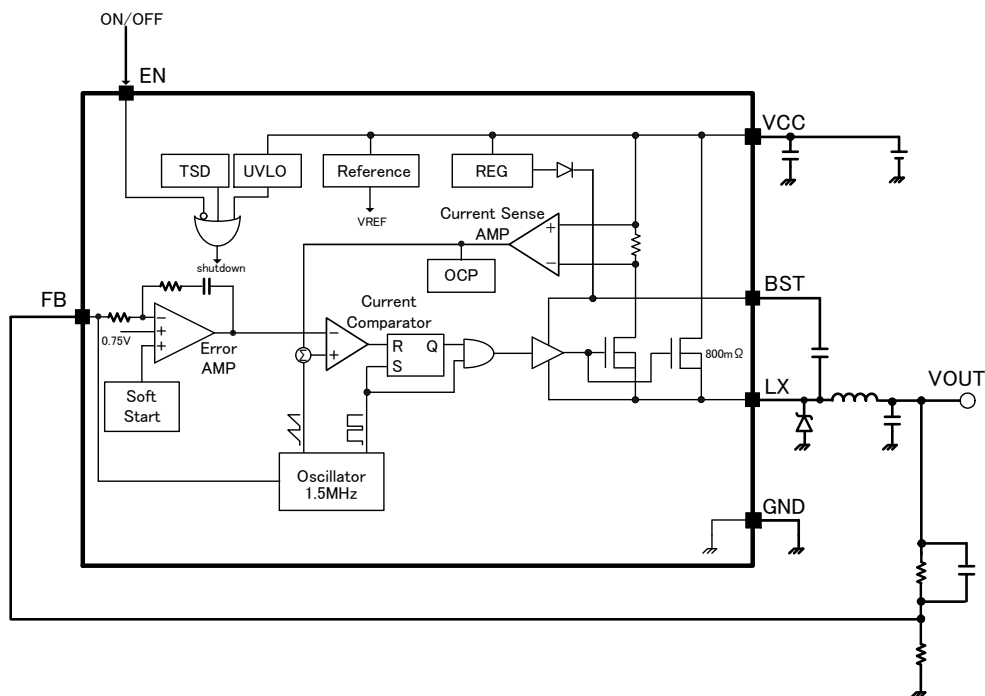 ON/OFF
EN
VCC
TSD
UVLO
Reference
REG
VREF
Current Sense
AMP
OCP
shutdown
BST
FB
Current
Comparator
0.75V
Error
AMP
R
Q
S
Σ
800mΩ
LX
VOUT
Soft
Start
Oscillator
1.5MHz
GND